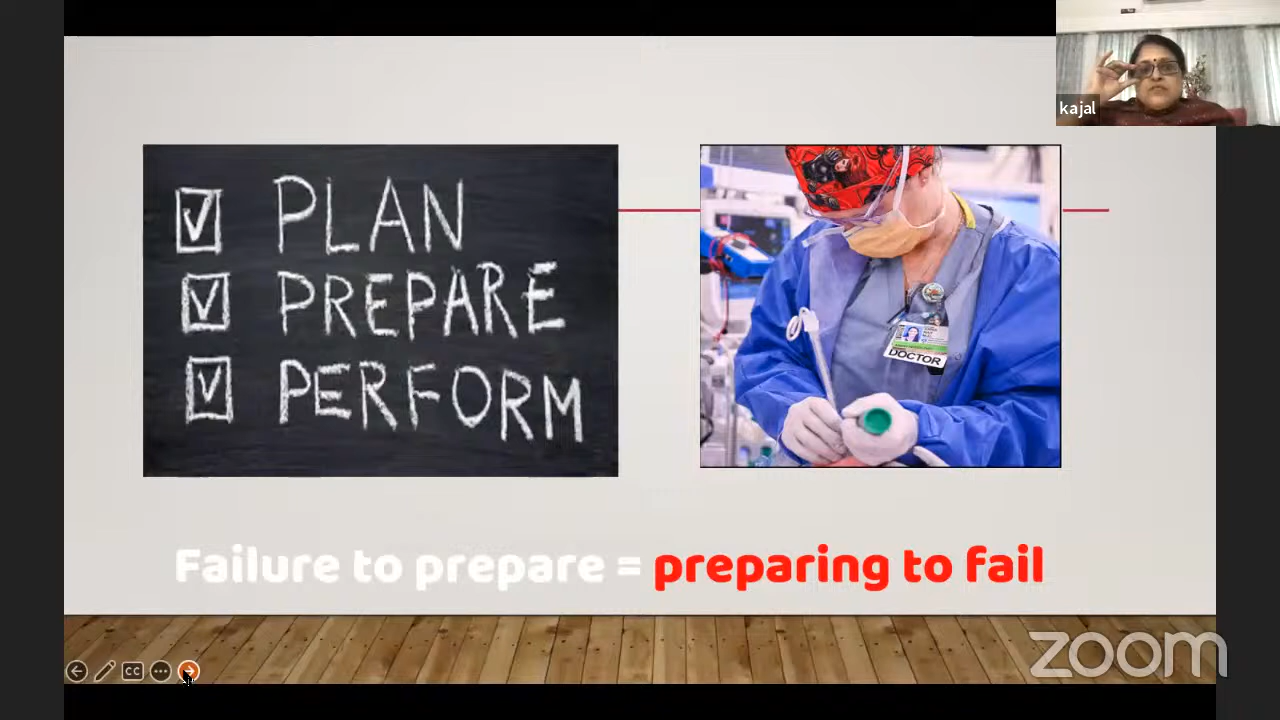 kajal
PLAN
PREPARE
PERFORM
DOCTOR
Failure to prepare = preparing to fail
CC
zoom